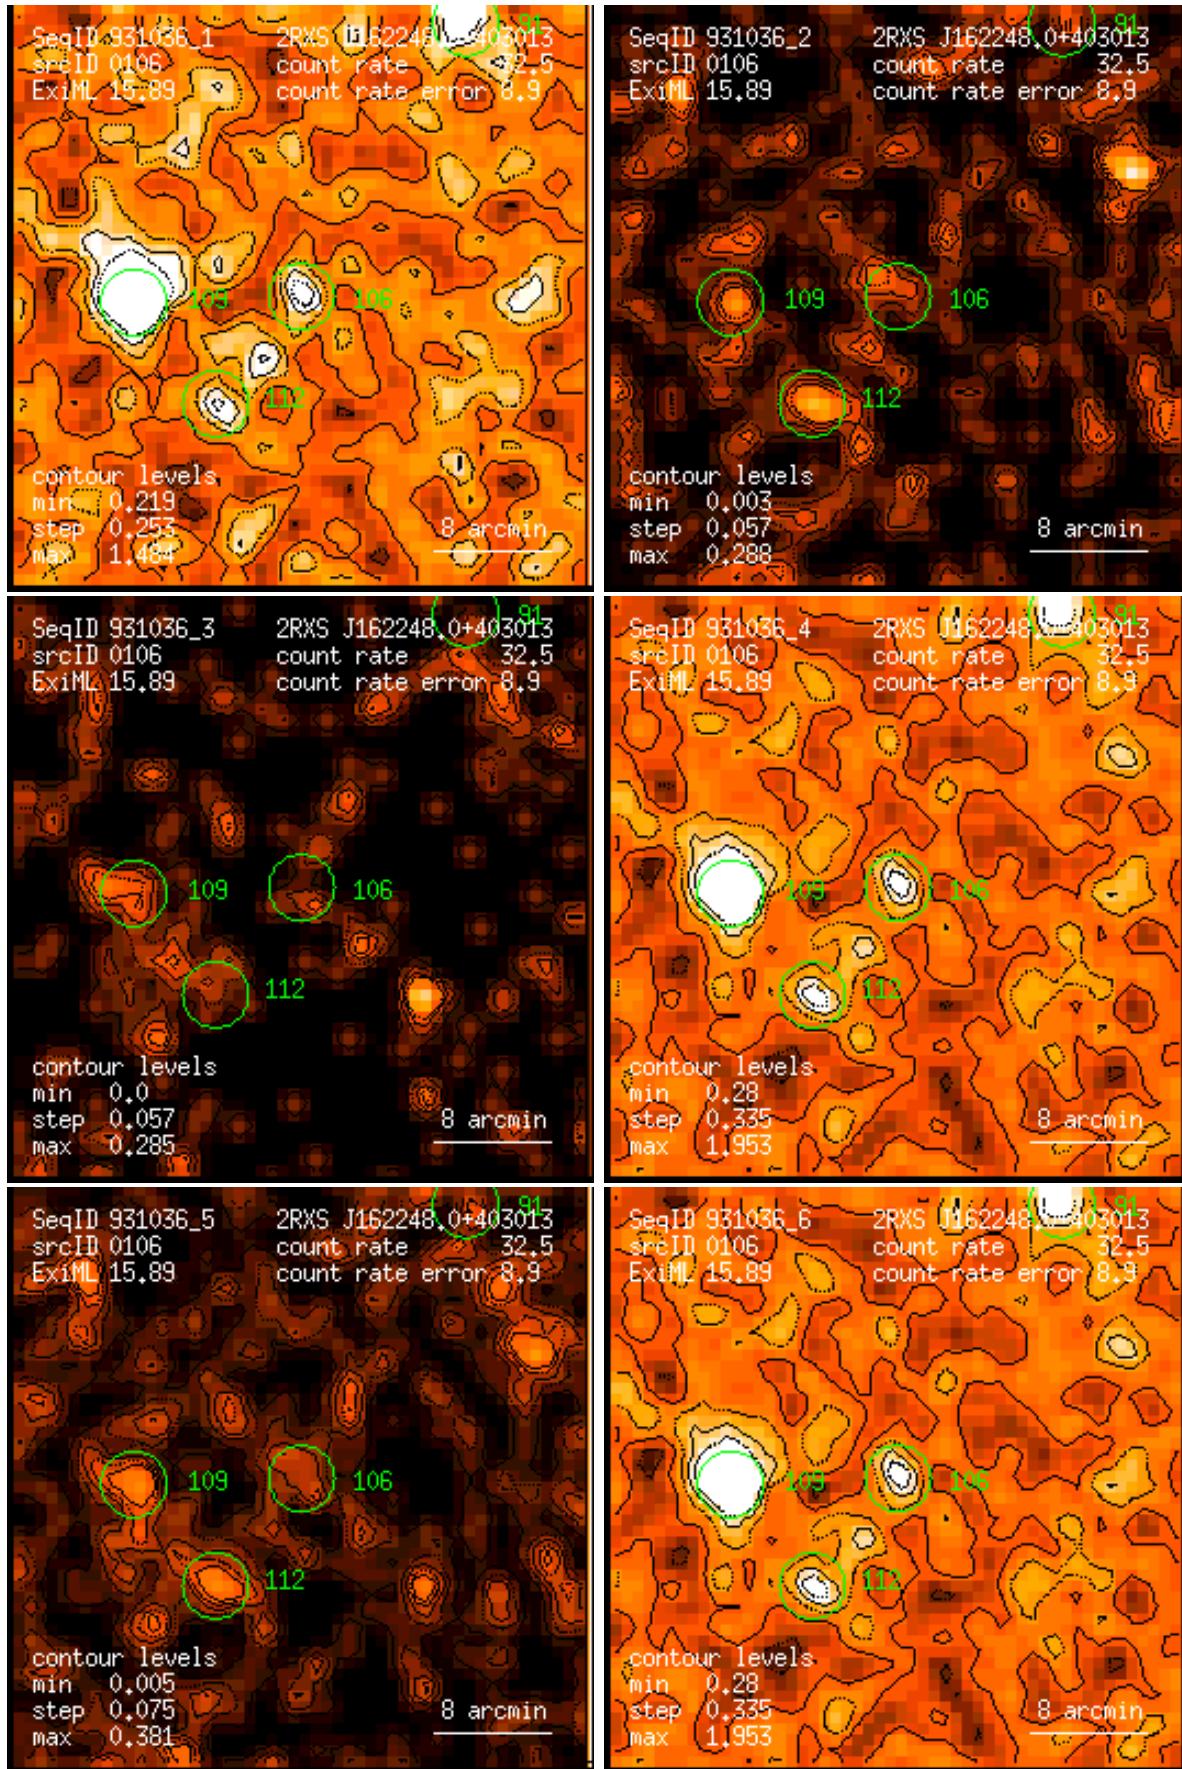 SeqID 931036_1 2RXS J162248.0+403013 91
srcID 0106 count rate 32.5
ExiML 15.89 count rate error 8.9
109 106
112
contour levels
min 0.219
step 0.253 8 arcmin
max 1.484
SeqID 931036_2 2RXS J162248.0+403013 91
srcID 0106 count rate 32.5
ExiML 15.89 count rate error 8.9
109 106
112
contour levels
min 0.003
step 0.057 8 arcmin
max 0.288
SeqID 931036_3 2RXS J162248.0+403013 91
srcID 0106 count rate 32.5
ExiML 15.89 count rate error 8.9
109 106
112
contour levels
min 0.0
step 0.057 8 arcmin
max 0.285
SeqID 931036_4 2RXS J162248.0+403013 91
srcID 0106 count rate 32.5
ExiML 15.89 count rate error 8.9
109 106
112
contour levels
min 0.28
step 0.335 8 arcmin
max 1.953
SeqID 931036_5 2RXS J162248.0+403013 91
srcID 0106 count rate 32.5
ExiML 15.89 count rate error 8.9
109 106
112
contour levels
min 0.005
step 0.075 8 arcmin
max 0.381
SeqID 931036_6 2RXS J162248.0+403013 91
srcID 0106 count rate 32.5
ExiML 15.89 count rate error 8.9
109 106
112
contour levels
min 0.28
step 0.335 8 arcmin
max 1.953